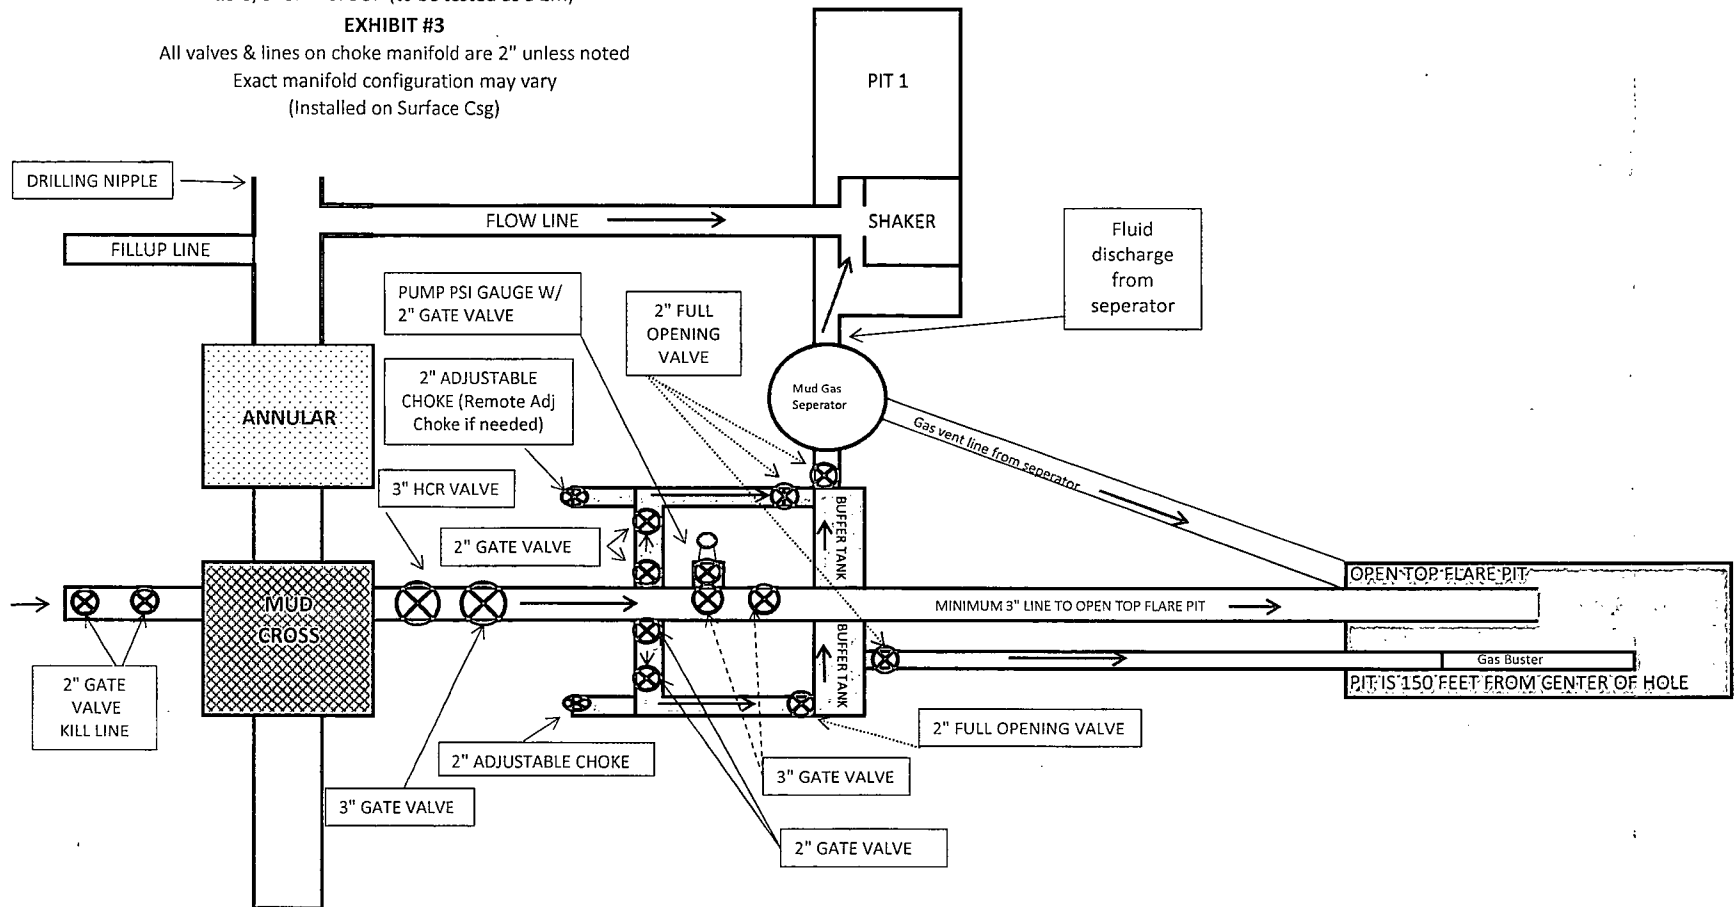 (to be tested as a 2m)
EXHIBIT #3
All valves & lines on choke manifold are 2" unless noted
Exact manifold configuration may vary
(Installed on Surface Csg)
PIT 1
DRILLING NIPPLE
FLOW LINE
SHAKER
FILLUP LINE
Fluid
discharge
from
seperator
PUMP PSI GAUGE W/
2" GATE VALVE
2" FULL
OPENING
VALVE
2" ADJUSTABLE
CHOKE (Remote Adj
Choke if needed)
Mud Gas
Seperator
ANNULAR
Gas vent line from seperator
3" HCR VALVE
2" GATE VALVE
BUFFER TANK
OPEN TOP FLARE PIT
MUD
CROSS
MINIMUM 3" LINE TO OPEN TOP FLARE PIT
BUFFER TANK
Gas Buster
PIT IS 150 FEET FROM CENTER OF HOLE
2" GATE
VALVE
KILL LINE
2" FULL OPENING VALVE
2" ADJUSTABLE CHOKE
3" GATE VALVE
3" GATE VALVE
2" GATE VALVE